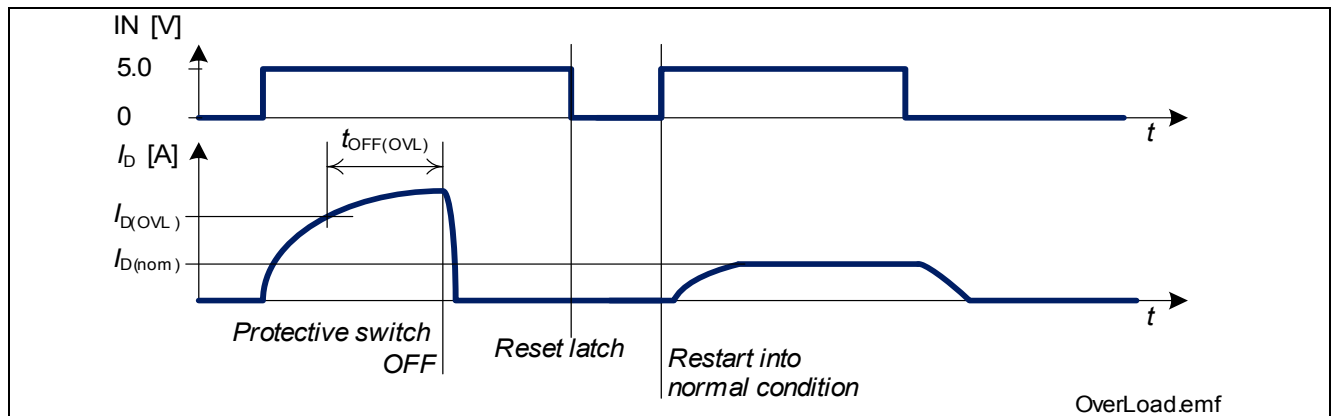 IN [V]
5.0
0
t
I_D [A]
t_OFF(OVL)
I_D(OVL)
I_D(nom)
t
Protective switch
OFF
Reset latch
Restart into
normal condition
OverLoad.emf